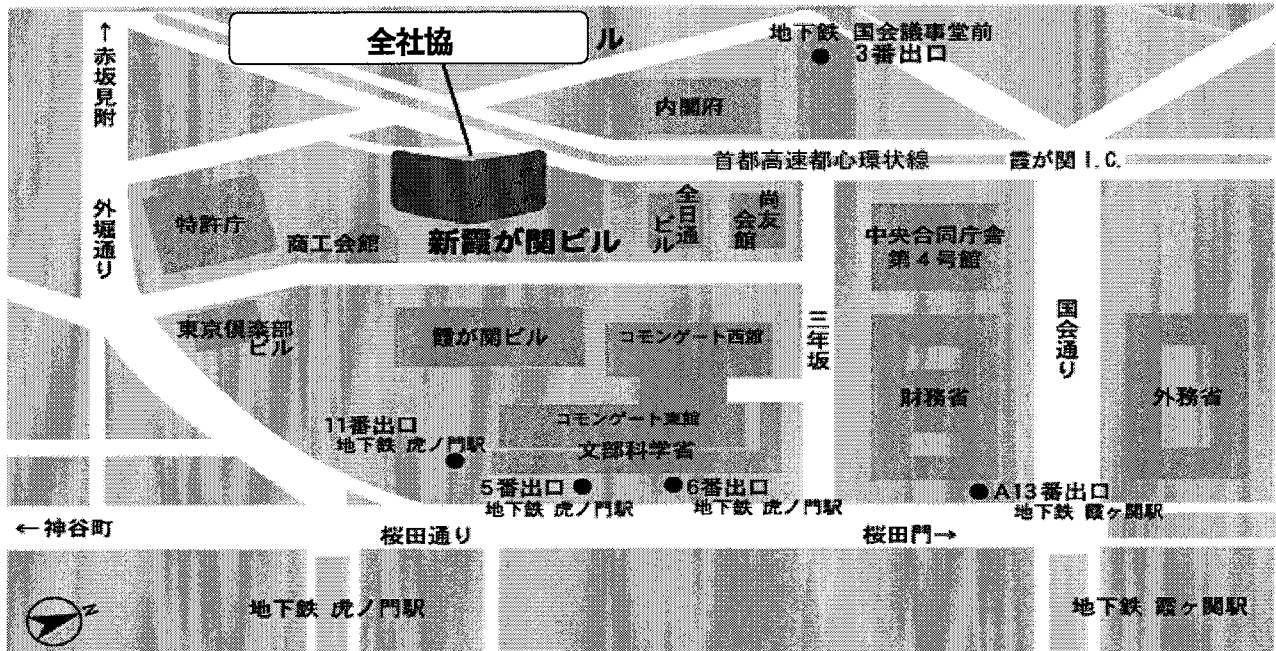 ↑赤坂見附
全社協
ル
地下鉄 国会議事堂前
3番出口
内閣府
首都高速都心環状線
霞が関 I.C.
外堀通り
特許庁
商工会館
新霞が関ビル
全日通
ビル
尚友
会館
中央合同庁舎
第4号館
東京倶楽部
ビル
霞が関ビル
コモンゲート西館
三年坂
国会通り
財務省
外務省
11番出口
地下鉄 虎ノ門駅
コモンゲート東館
文部科学省
5番出口
地下鉄 虎ノ門駅
6番出口
地下鉄 虎ノ門駅
A13番出口
地下鉄 霞ヶ関駅
←神谷町
桜田通り
桜田門→
N
地下鉄 虎ノ門駅
地下鉄 霞ヶ関駅